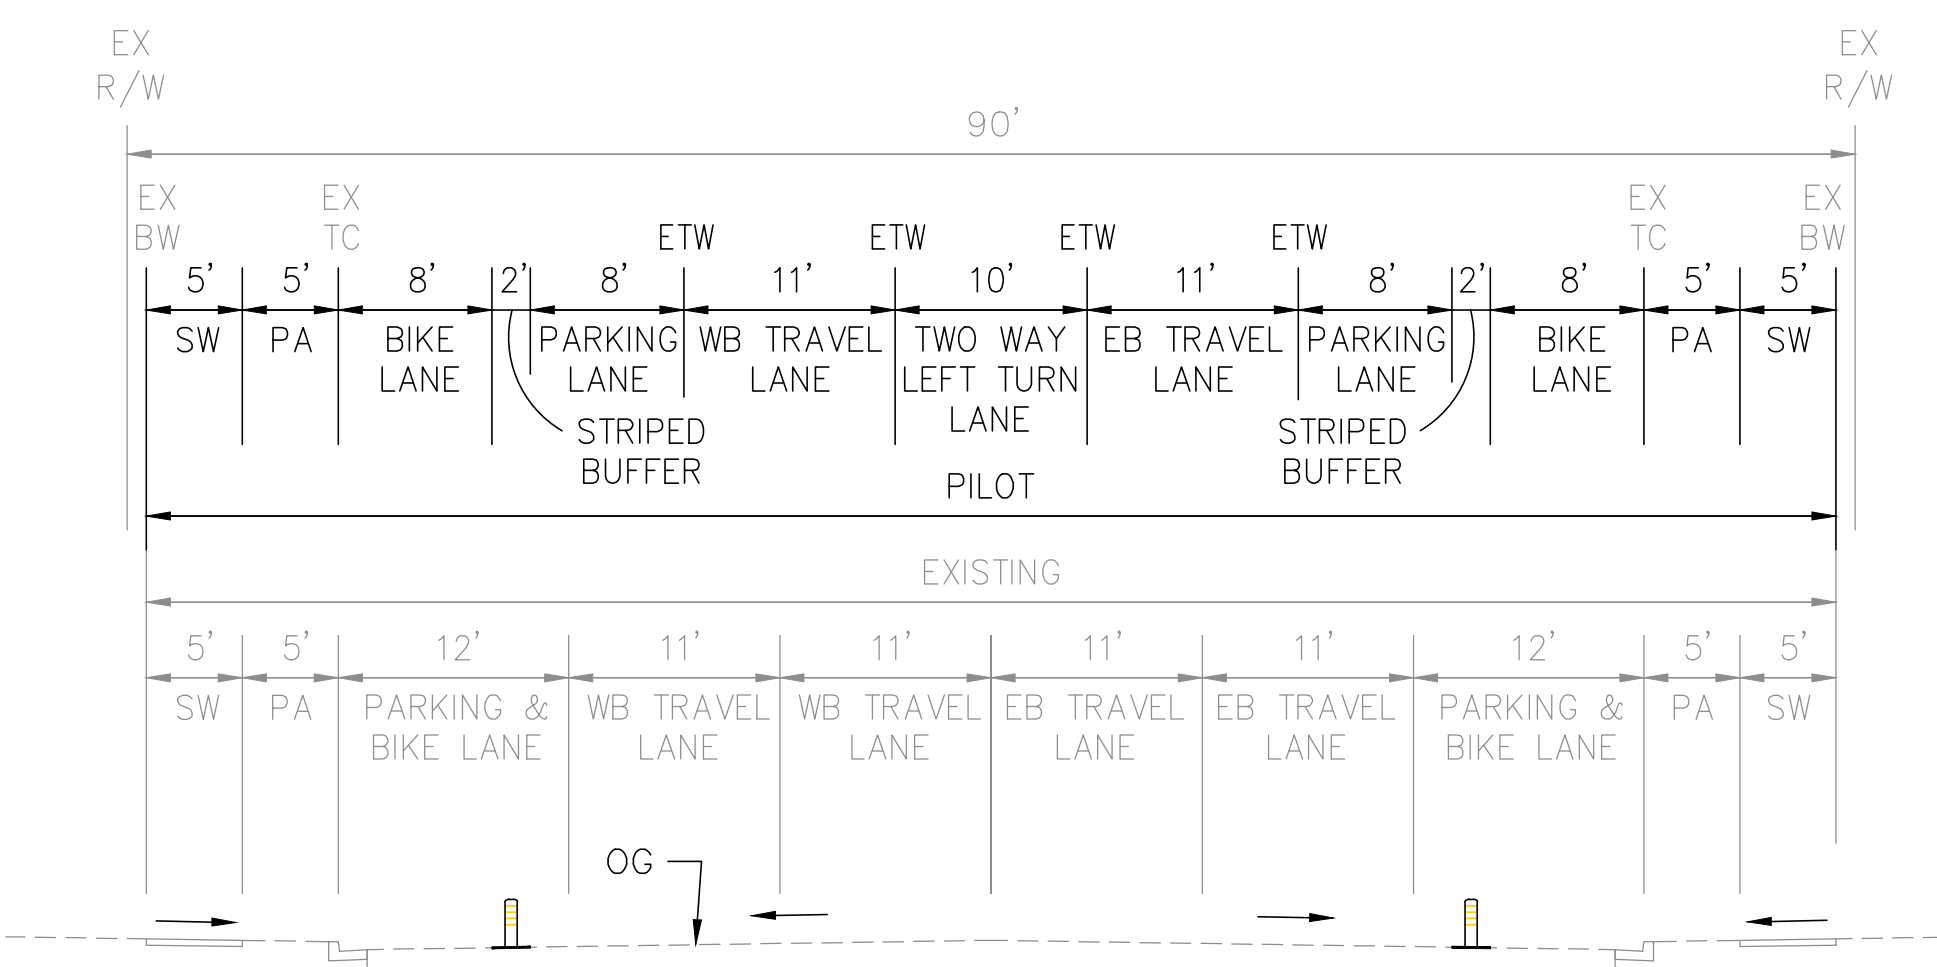 EX EX
R/W R/W
90'
EX EX EX EX
BW TC ETW ETW ETW ETW TC BW
5' 5' 8' 2' 8' 11' 10' 11' 8' 2' 8' 5' 5'
SW PA BIKE PARKING WB TRAVEL TWO WAY EB TRAVEL PARKING BIKE PA SW
LANE LANE LANE LEFT TURN LANE LANE LANE
LANE
STRIPED STRIPED
BUFFER BUFFER
PILOT
EXISTING
5' 5' 12' 11' 11' 11' 11' 12' 5' 5'
SW PA PARKING & WB TRAVEL WB TRAVEL EB TRAVEL EB TRAVEL PARKING & PA SW
BIKE LANE LANE LANE LANE LANE BIKE LANE
OG